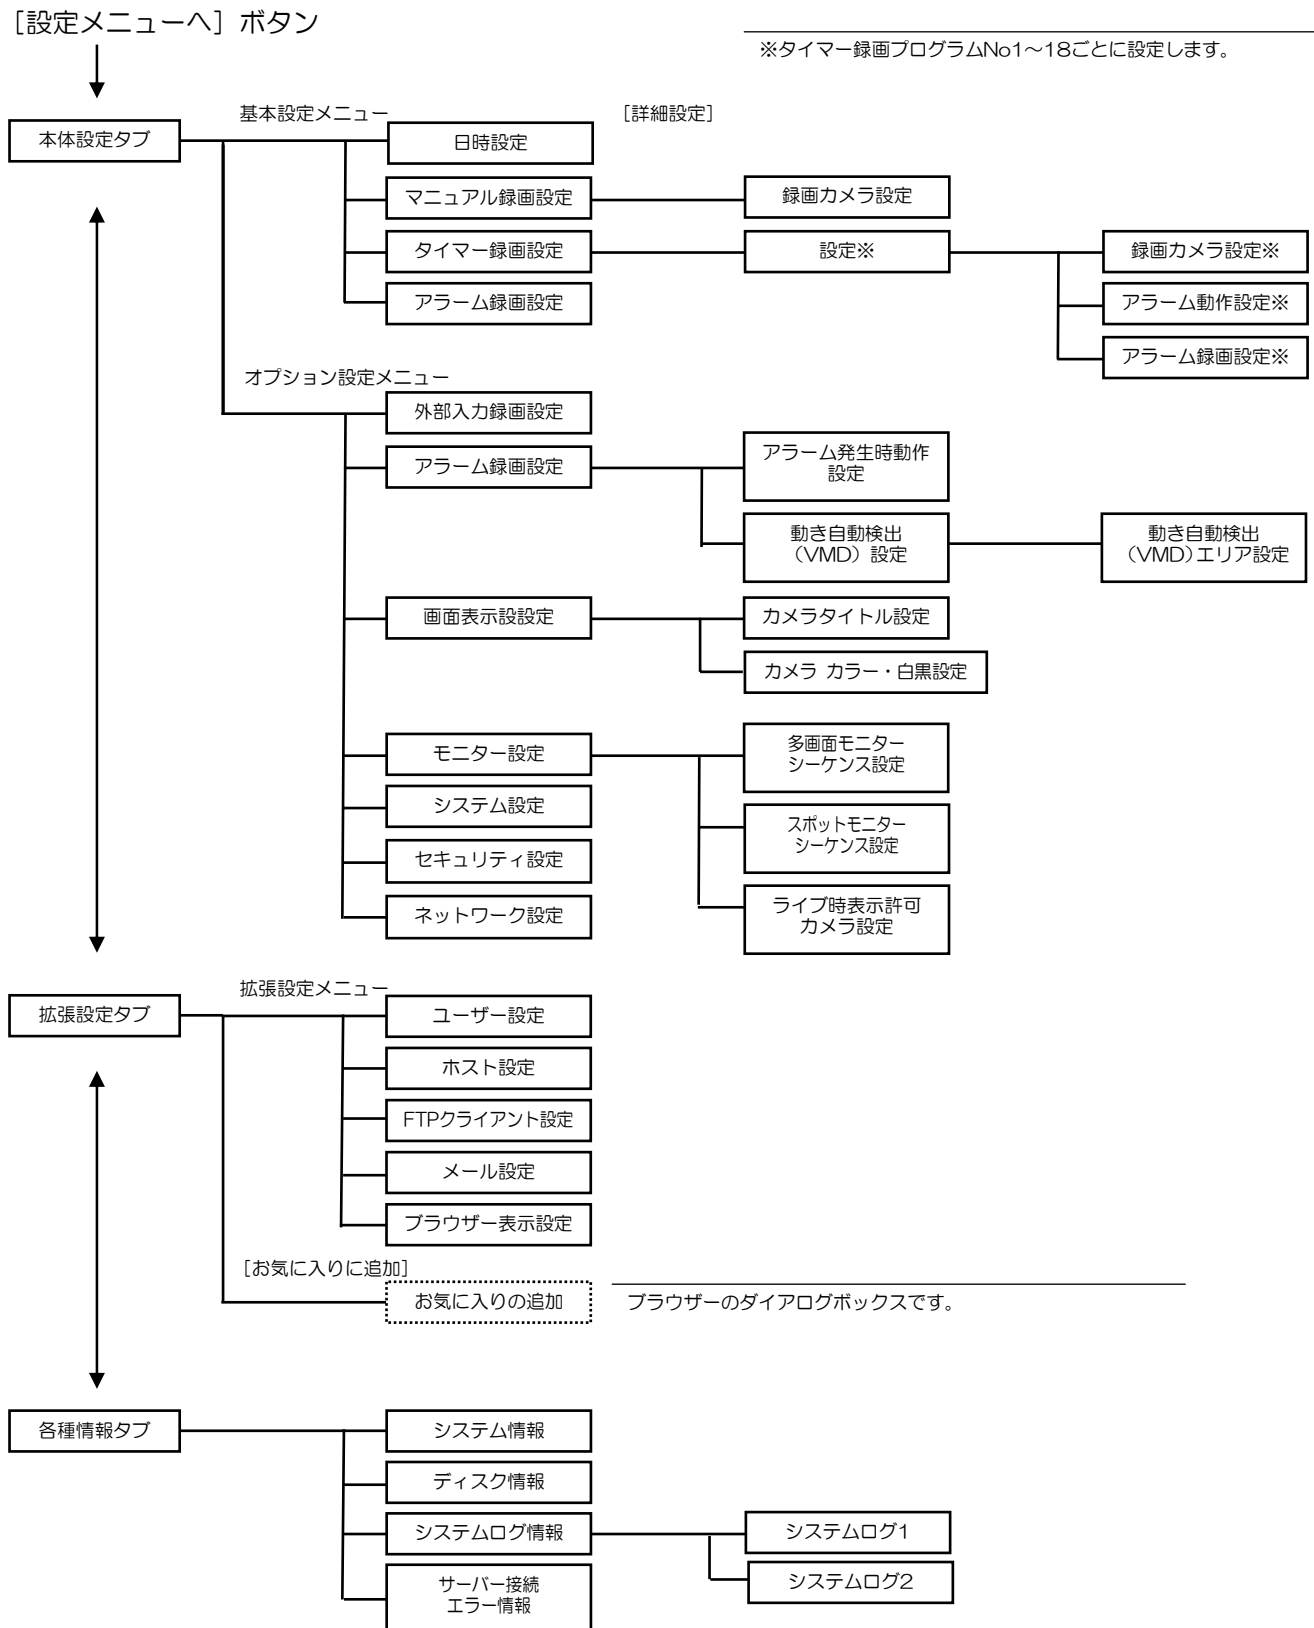 [設定メニューへ] ボタン
※タイマー録画プログラムNo1～18ごとに設定します。
基本設定メニュー
[詳細設定]
本体設定タブ
日時設定
マニュアル録画設定
録画カメラ設定
タイマー録画設定
設定※
録画カメラ設定※
アラーム録画設定
アラーム動作設定※
アラーム録画設定※
オプション設定メニュー
外部入力録画設定
アラーム録画設定
アラーム発生時動作
設定
動き自動検出
（VMD）設定
動き自動検出
（VMD）エリア設定
画面表示設設定
カメラタイトル設定
カメラ カラー・白黒設定
モニター設定
多画面モニター
シーケンス設定
システム設定
スポットモニター
シーケンス設定
セキュリティ設定
ネットワーク設定
ライブ時表示許可
カメラ設定
拡張設定メニュー
拡張設定タブ
ユーザー設定
ホスト設定
FTPクライアント設定
メール設定
ブラウザー表示設定
[お気に入りに追加]
お気に入りの追加
ブラウザーのダイアログボックスです。
各種情報タブ
システム情報
ディスク情報
システムログ情報
システムログ1
システムログ2
サーバー接続
エラー情報